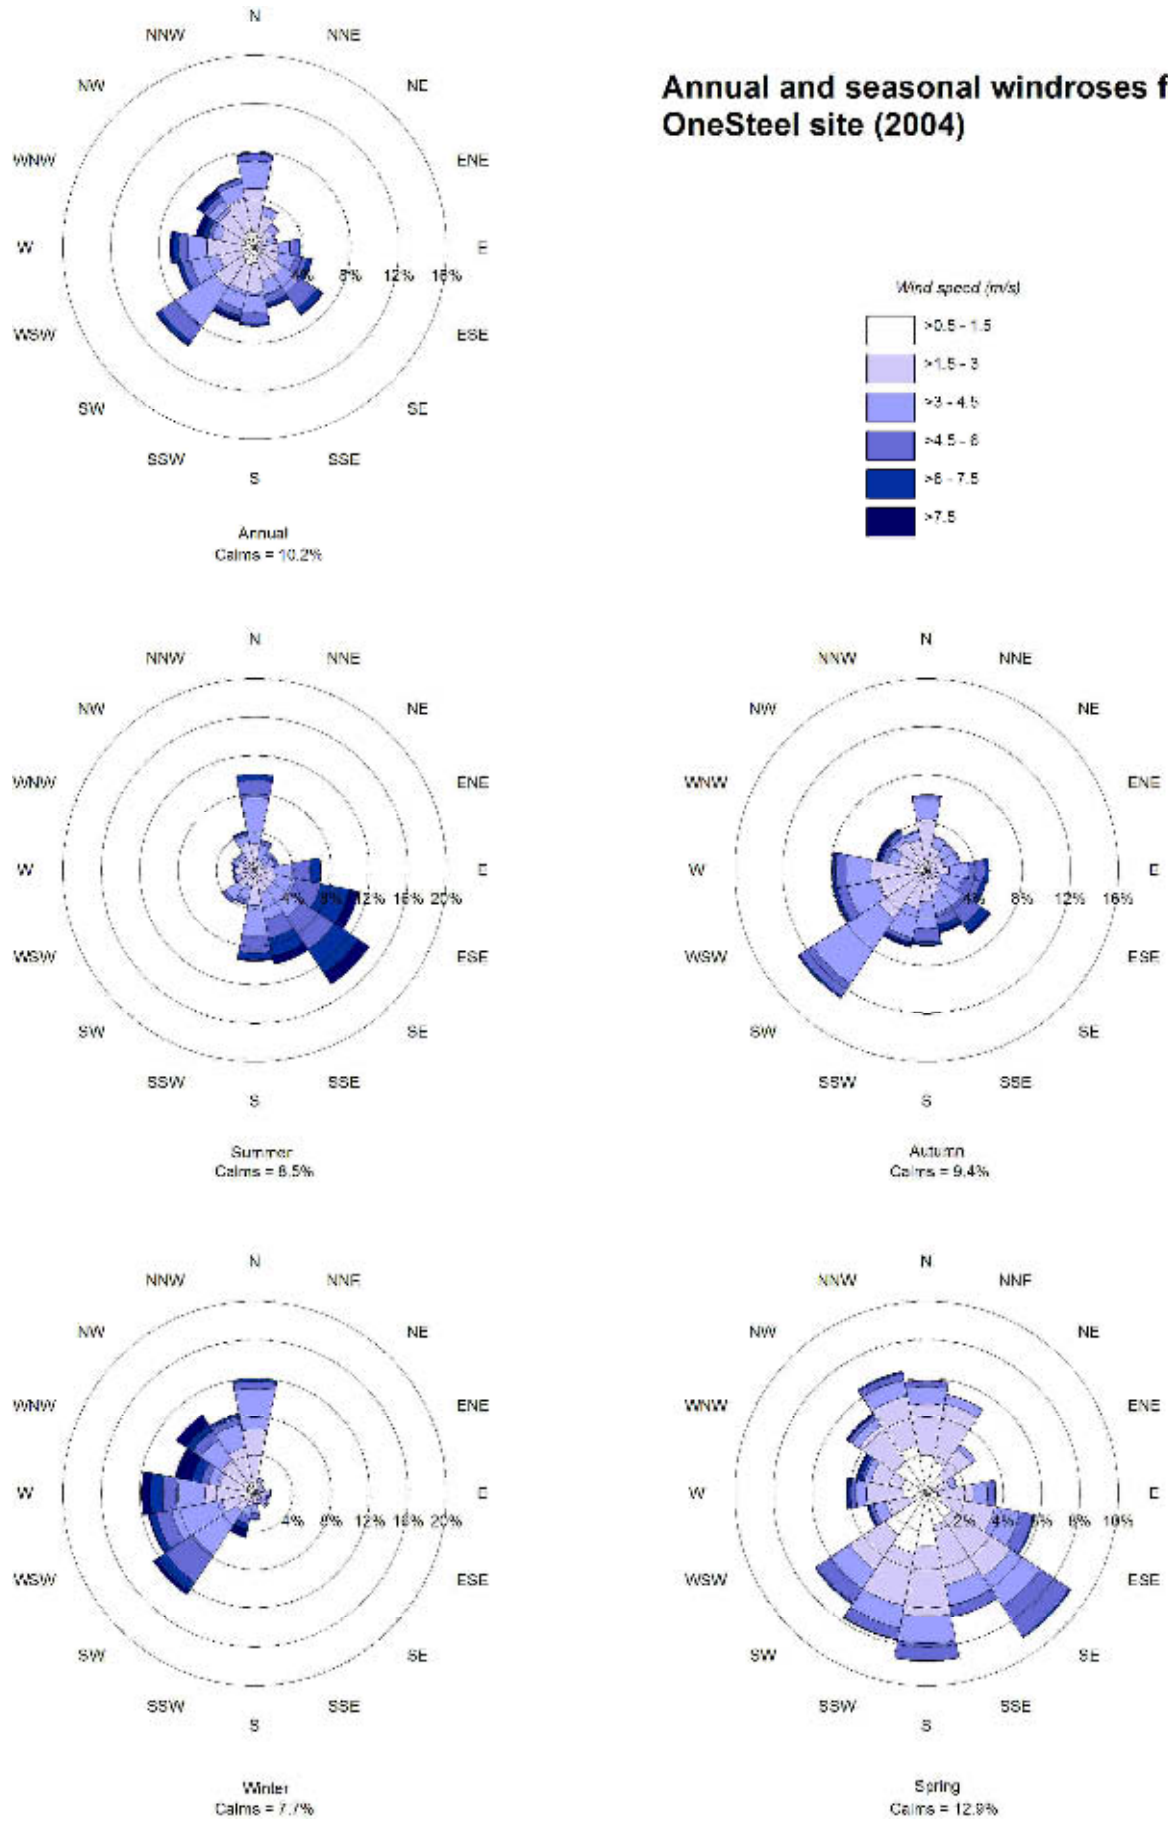 Annual and seasonal windroses f
OneSteel site (2004)
N
NNW NNE
NW NE
WNW ENE
W E
4% 8% 12% 16%
WSW ESE
SW SE
SSW SSE
S
Annual
Calms = 10.2%
Wind speed (m/s)
>0.5 - 1.5
>1.5 - 3
>3 - 4.5
>4.5 - 6
>6 - 7.5
>7.5
N
NNW NNE
NW NE
WNW ENE
W E
4% 8% 12% 16% 20%
WSW ESE
SW SE
SSW SSE
S
Summer
Calms = 8.5%
N
NNW NNE
NW NE
WNW ENE
W E
4% 8% 12% 16%
WSW ESE
SW SE
SSW SSE
S
Autumn
Calms = 9.4%
N
NNW NNE
NW NE
WNW ENE
W E
4% 8% 12% 16% 20%
WSW ESE
SW SE
SSW SSE
S
Winter
Calms = 7.7%
N
NNW NNE
NW NE
WNW ENE
W E
2% 4% 6% 8% 10%
WSW ESE
SW SE
SSW SSE
S
Spring
Calms = 12.9%